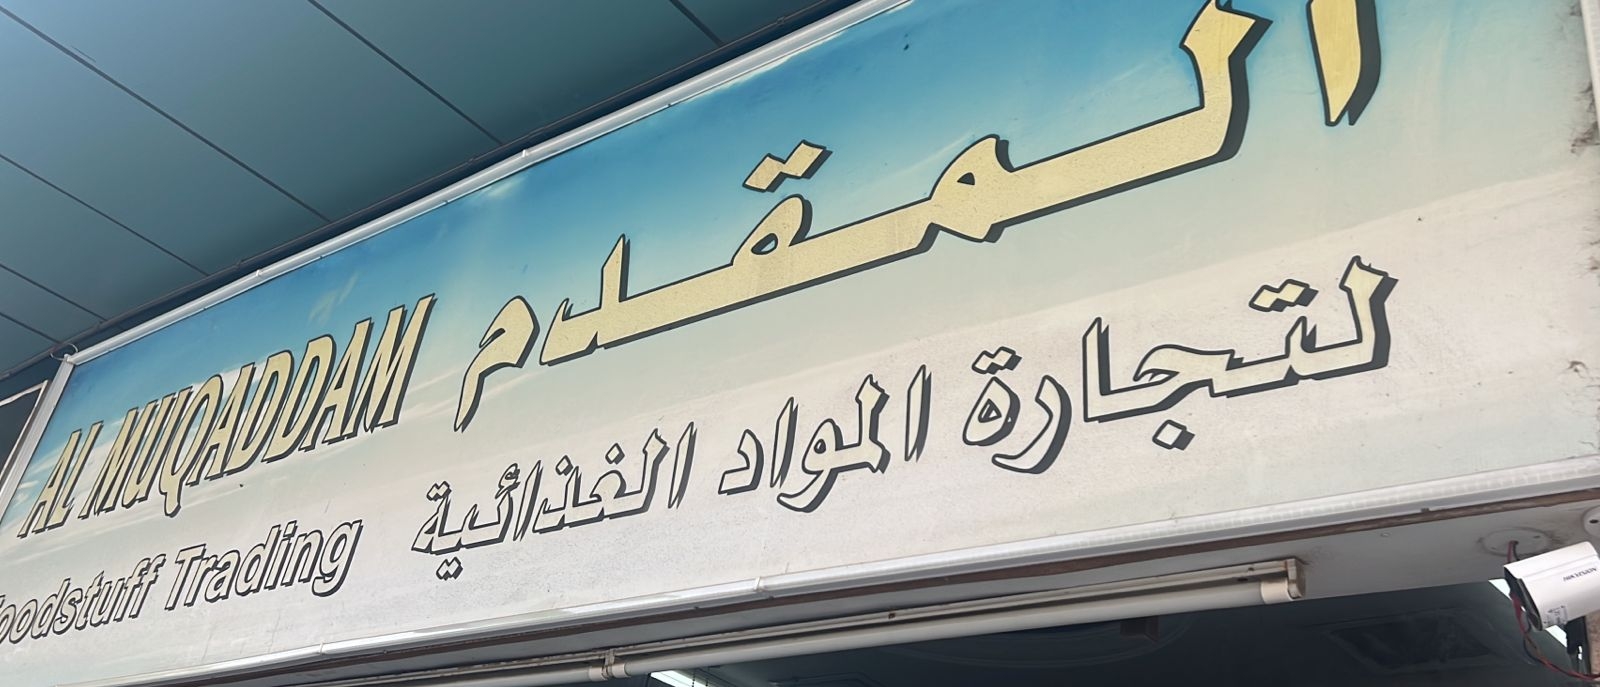 المقدم
AL MUQADDAM
لتجارة المواد الغذائية
oodstuff Trading